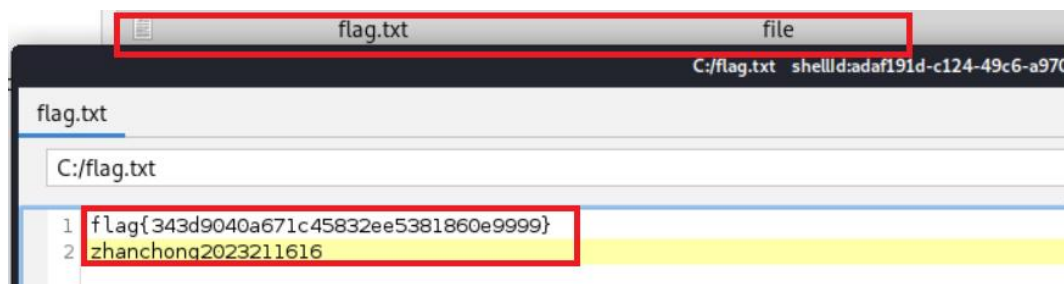 flag.txt file
C:/flag.txt shellId:adaf191d-c124-49c6-a970
flag.txt
C:/flag.txt
1 flag{343d9040a671c45832ee5381860e9999}
2 zhanchong2023211616